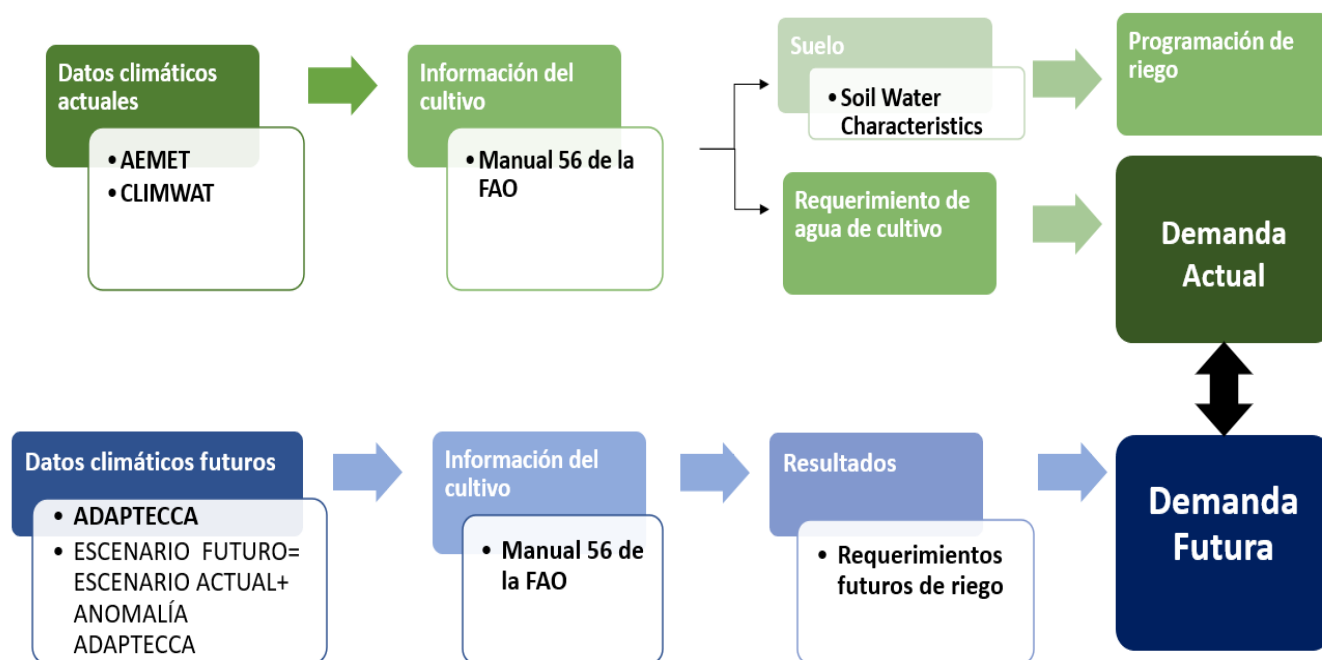 Datos climáticos
actuales
• AEMET
• CLIMWAT
Información del
cultivo
• Manual 56 de la
FAO
Suelo
• Soil Water
Characteristics
Programación de
riego
Requerimiento de
agua de cultivo
Demanda
Actual
Datos climáticos futuros
• ADAPTECCA
• ESCENARIO FUTURO=
ESCENARIO ACTUAL+
ANOMALÍA
ADAPTECCA
Información del
cultivo
• Manual 56 de
la FAO
Resultados
• Requerimientos
futuros de riego
Demanda
Futura